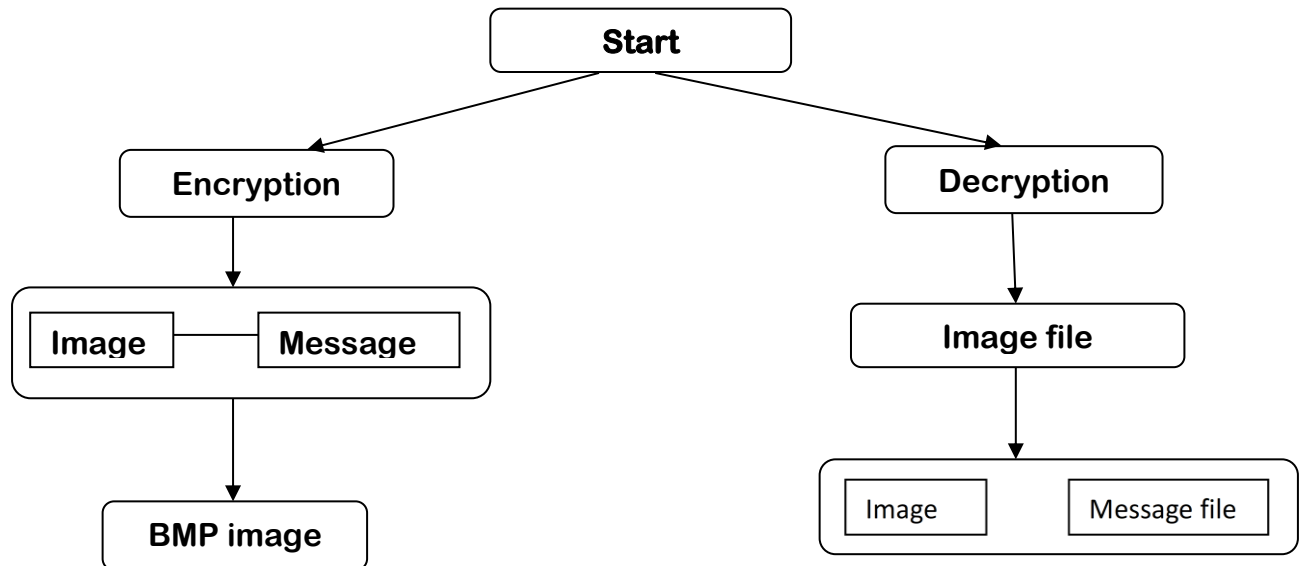 Start
Encryption
Decryption
Image
Message
Image file
BMP image
Image
Message file